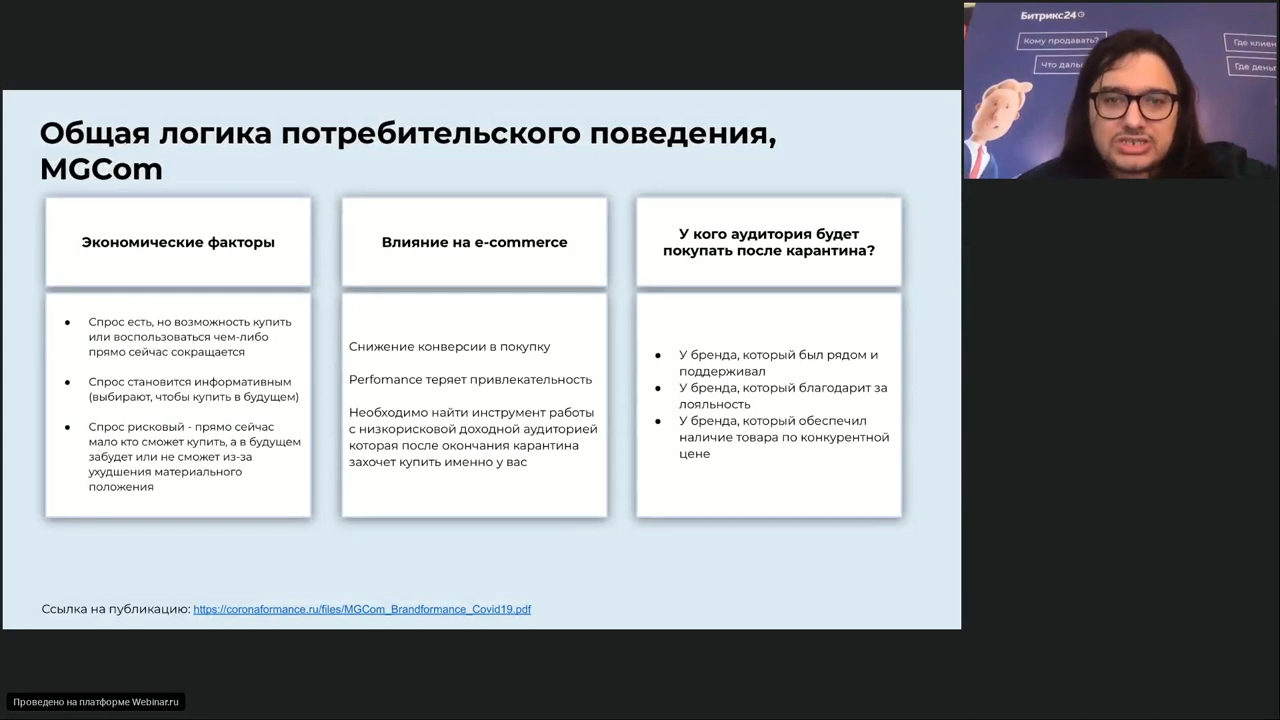 Битрикс24
Кому продавать?
Что
Где
Где
Общая логика потребительского поведения,
MGCom
Экономические факторы
Спрос есть, но возможность купить
или воспользоваться чем-либо
прямо сейчас сокращается
Спрос становится информативным
(выбирают, чтобы купить в будущем)
Спрос рисковый - прямо сейчас
мало кто сможет купить, а в будущем
забудет или не сможет из-за
ухудшения материального
положения
Влияние на e-commerce
Снижение конверсии в покупку
Perfomance теряет привлекательность
Необходимо найти инструмент работы
с низкорисковой доходной аудиторией
которая после окончания карантина
захочет купить именно у вас
У кого аудитория будет
покупать после карантина?
У бренда, который был рядом и
поддерживал
У бренда, который благодарит за
лояльность
У бренда, который обеспечил
наличие товара по конкурентной
цене
Ссылка на публикацию: https://coronaformance.ru/files/MGCom_Brandformance_Covid19.pdf
Проведено на платформе Webinar.ru